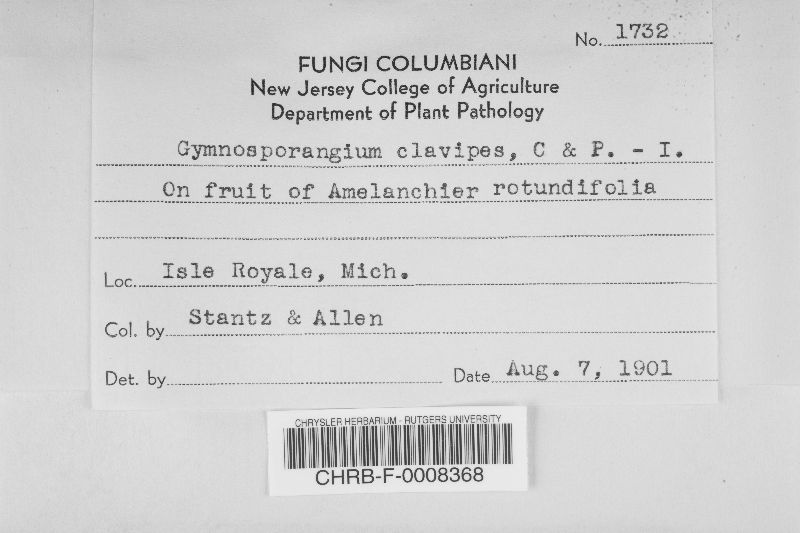 No. 1732
FUNGI COLUMBIANI
New Jersey College of Agriculture
Department of Plant Pathology
Gymnosporangium clavipes, C & P. - I.
On fruit of Amelanchier rotundifolia
Loc. Isle Royale, Mich.
Col. by Stantz & Allen
Det. by Date Aug. 7, 1901
CHRYSLER HERBARIUM - RUTGERS UNIVERSITY
CHRB-F-0008368